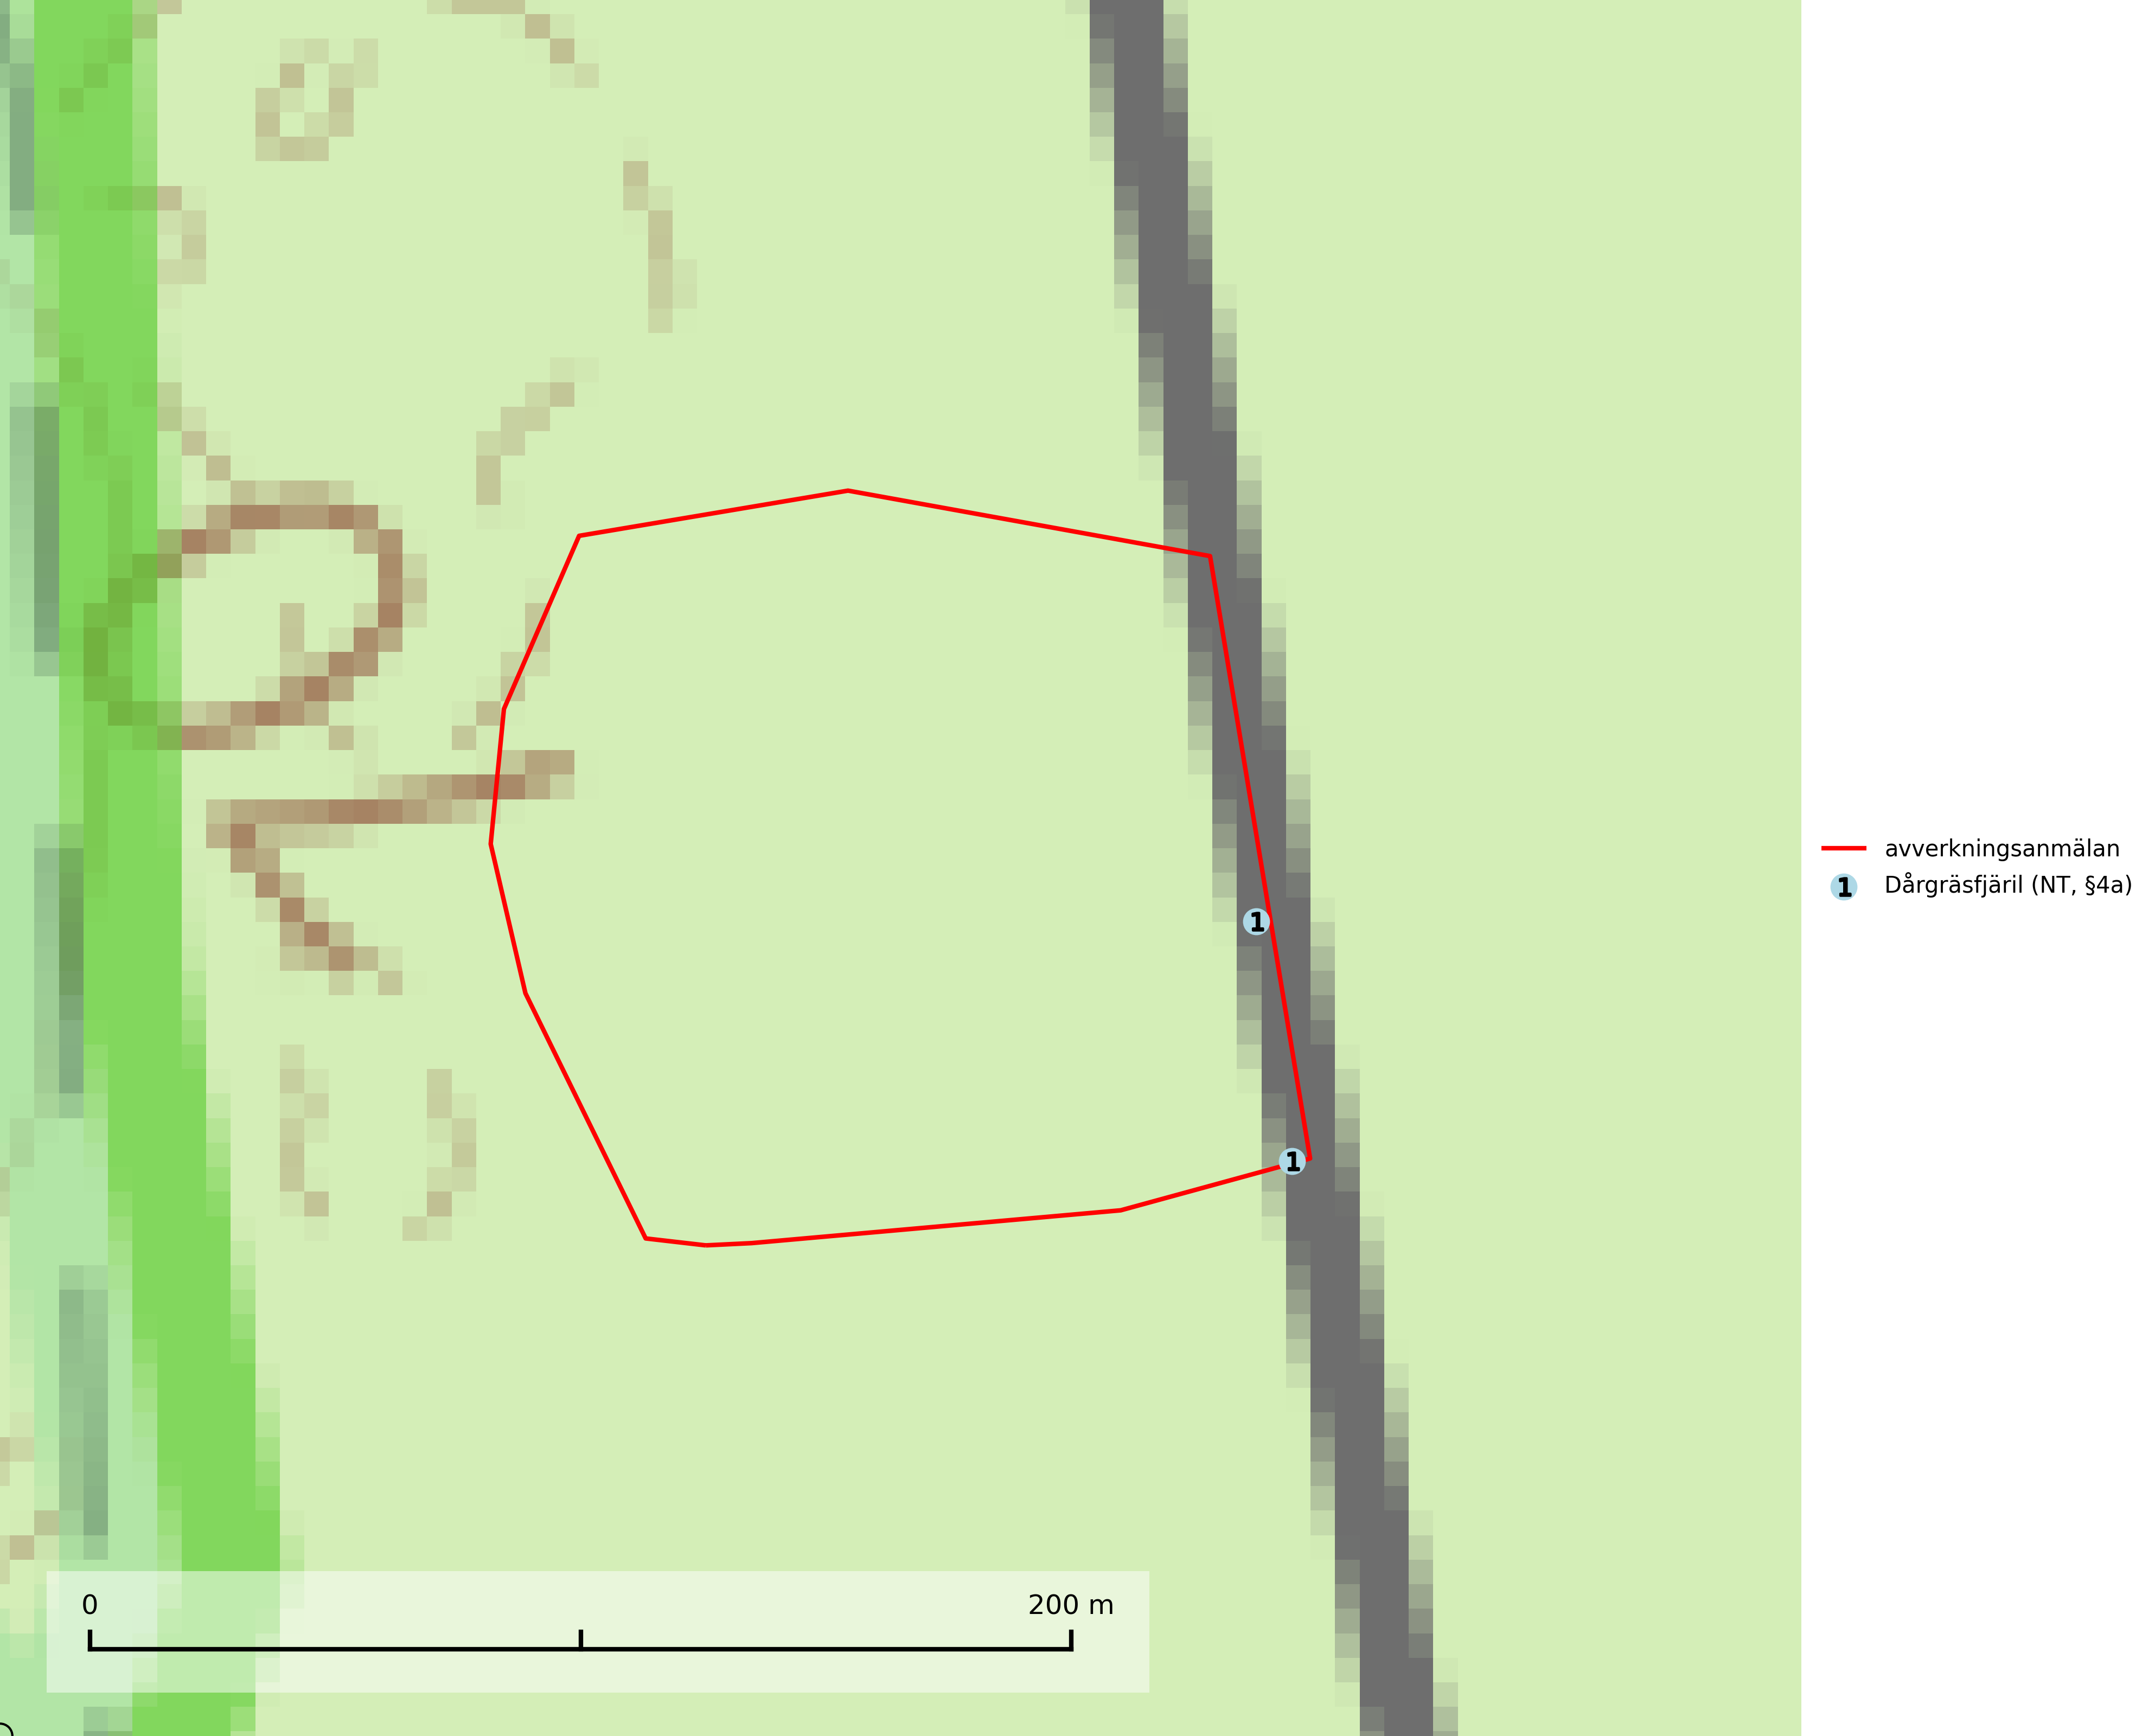 1
1
avverkningsanmälan
1 Dårgräsfjäril (NT, §4a)
0 200 m